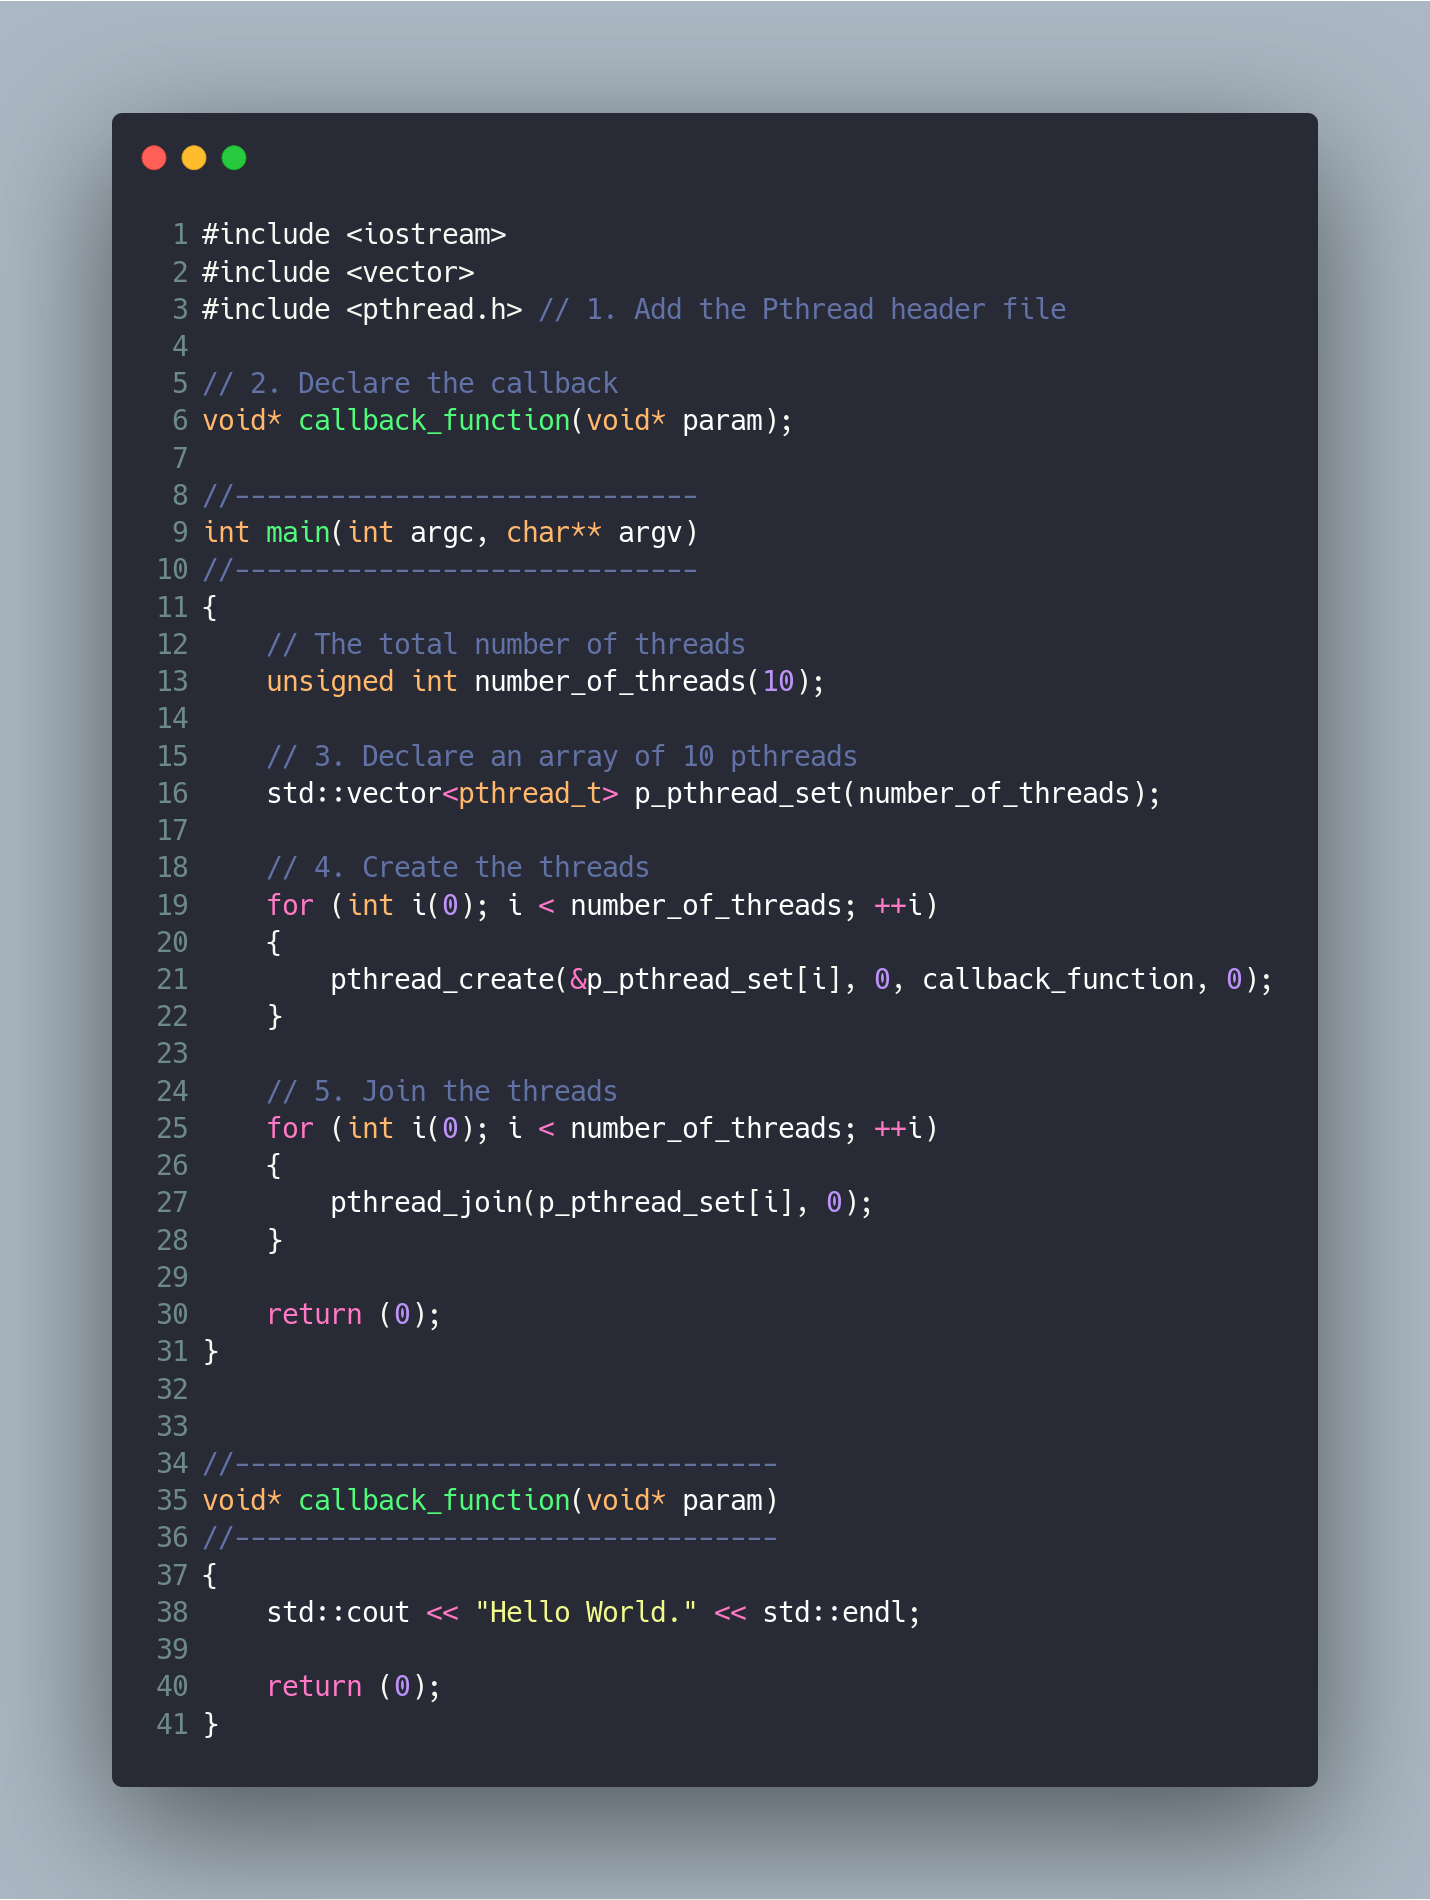 1 #include <iostream>
2 #include <vector>
3 #include <pthread.h> // 1. Add the Pthread header file
4
5 // 2. Declare the callback
6 void* callback_function(void* param);
7
8 //-----------------------------
9 int main(int argc, char** argv)
10 //-----------------------------
11 {
12     // The total number of threads
13     unsigned int number_of_threads(10);
14
15     // 3. Declare an array of 10 pthreads
16     std::vector<pthread_t> p_pthread_set(number_of_threads);
17
18     // 4. Create the threads
19     for (int i(0); i < number_of_threads; ++i)
20     {
21         pthread_create(&p_pthread_set[i], 0, callback_function, 0);
22     }
23
24     // 5. Join the threads
25     for (int i(0); i < number_of_threads; ++i)
26     {
27         pthread_join(p_pthread_set[i], 0);
28     }
29
30     return (0);
31 }
32
33
34 //----------------------------------
35 void* callback_function(void* param)
36 //----------------------------------
37 {
38     std::cout << "Hello World." << std::endl;
39
40     return (0);
41 }